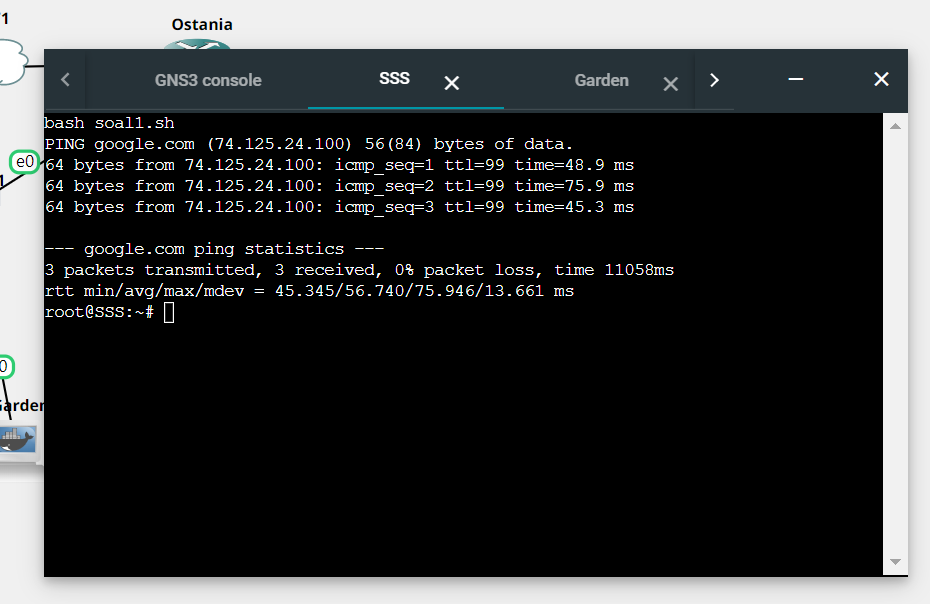 1
Ostania
GNS3 console
SSS
Garden
bash soal1.sh
PING google.com (74.125.24.100) 56(84) bytes of data.
64 bytes from 74.125.24.100: icmp_seq=1 ttl=99 time=48.9 ms
64 bytes from 74.125.24.100: icmp_seq=2 ttl=99 time=75.9 ms
64 bytes from 74.125.24.100: icmp_seq=3 ttl=99 time=45.3 ms
--- google.com ping statistics ---
3 packets transmitted, 3 received, 0% packet loss, time 11058ms
rtt min/avg/max/mdev = 45.345/56.740/75.946/13.661 ms
root@SSS:~#
e0
1
0
arden